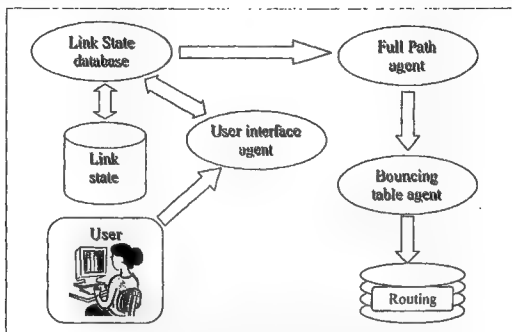 Link State
database
Full Path
agent
User interface
agent
Link
state
Bouncing
table agent
User
Routing